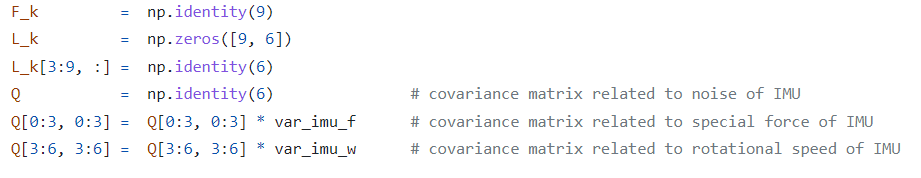 F_k         =  np.identity(9)
L_k         =  np.zeros([9, 6])
L_k[3:9, :] =  np.identity(6)
Q           =  np.identity(6)              # covariance matrix related to noise of IMU
Q[0:3, 0:3] =  Q[0:3, 0:3] * var_imu_f     # covariance matrix related to special force of IMU
Q[3:6, 3:6] =  Q[3:6, 3:6] * var_imu_w     # covariance matrix related to rotational speed of IMU